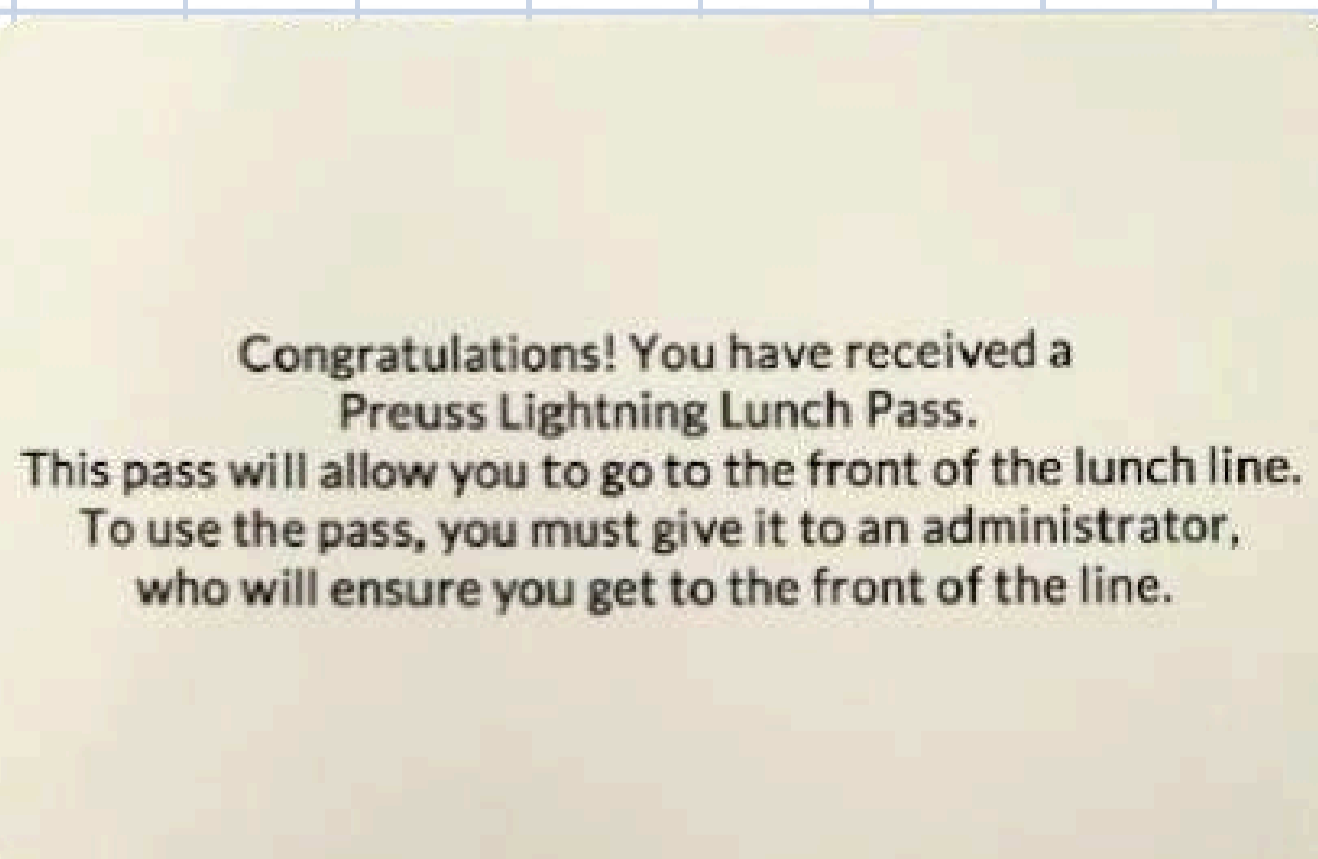 Congratulations! You have received a
Preuss Lightning Lunch Pass.
This pass will allow you to go to the front of the lunch line.
To use the pass, you must give it to an administrator,
who will ensure you get to the front of the line.